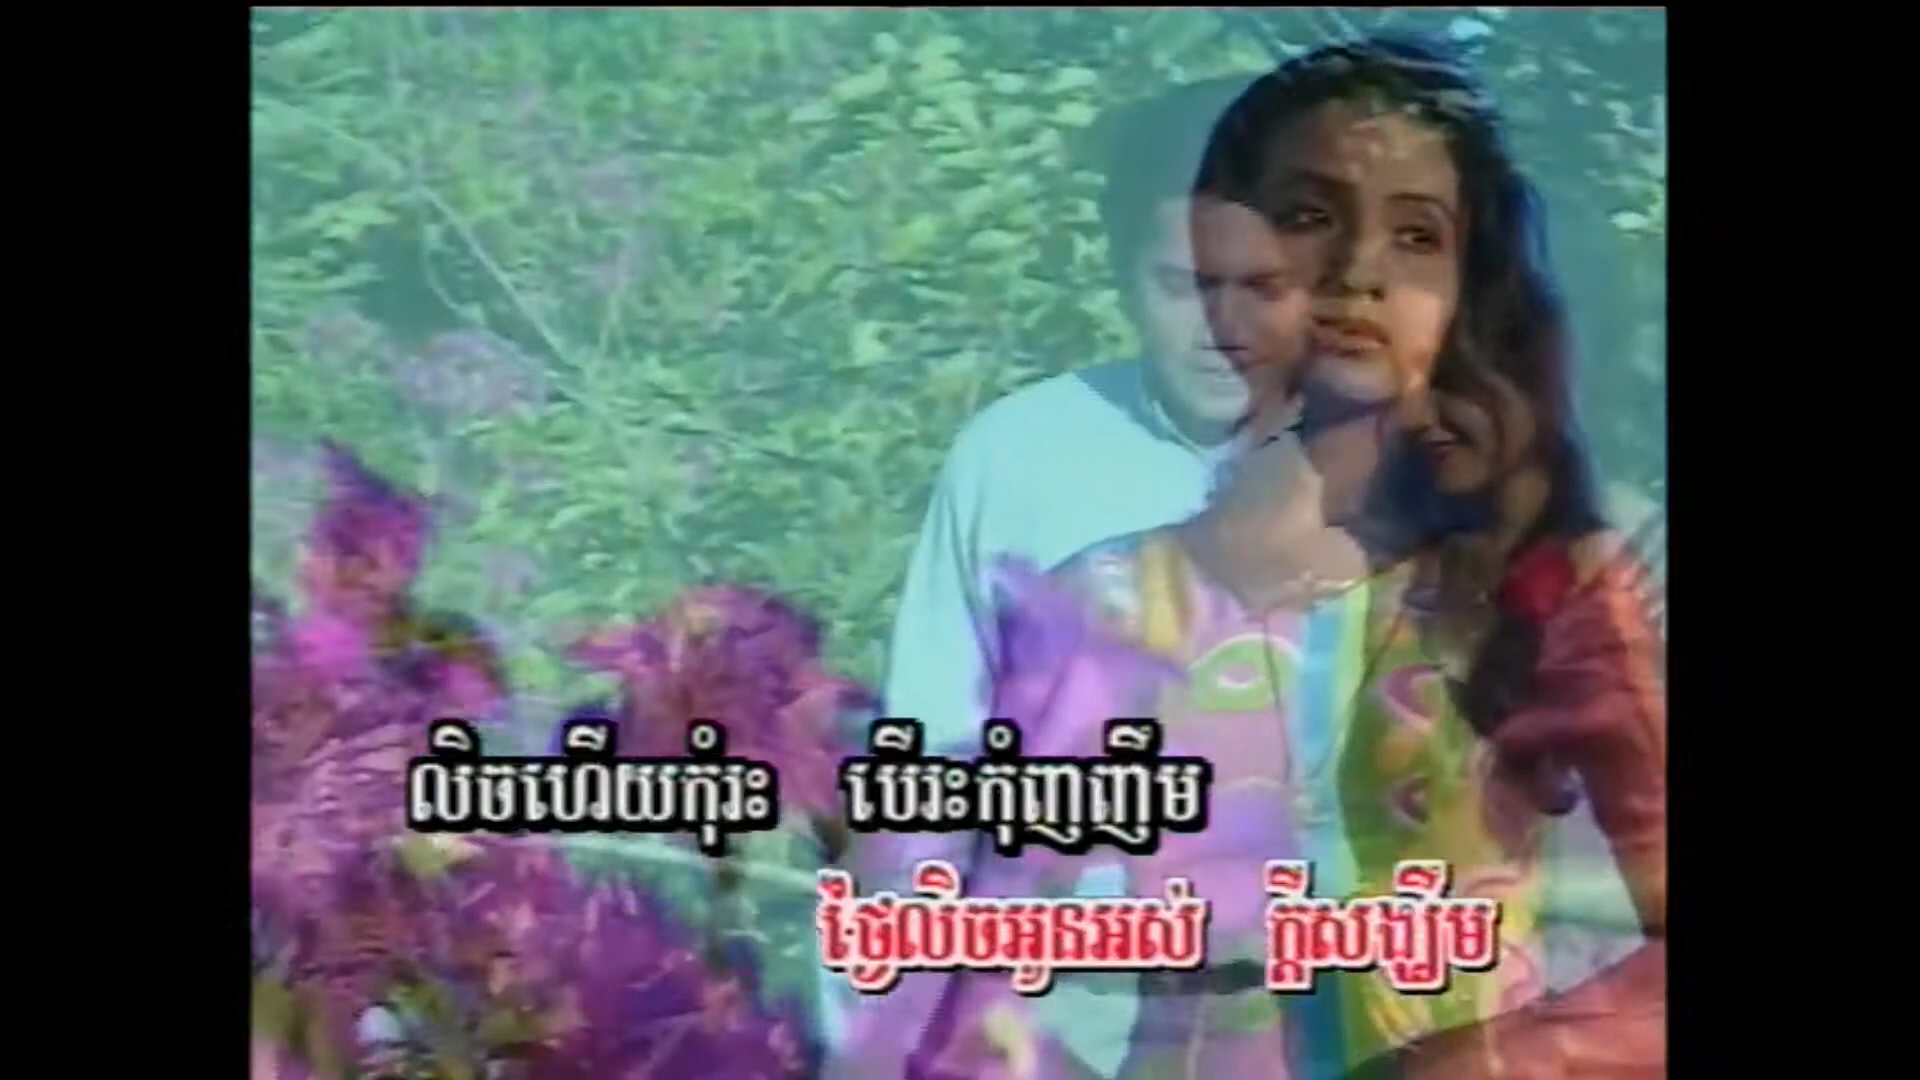 លិចហើយកុំរះ បើរះកុំញញឹម
ថ្ងៃលិចអូនអស់ ក្ដីសង្ឃឹម